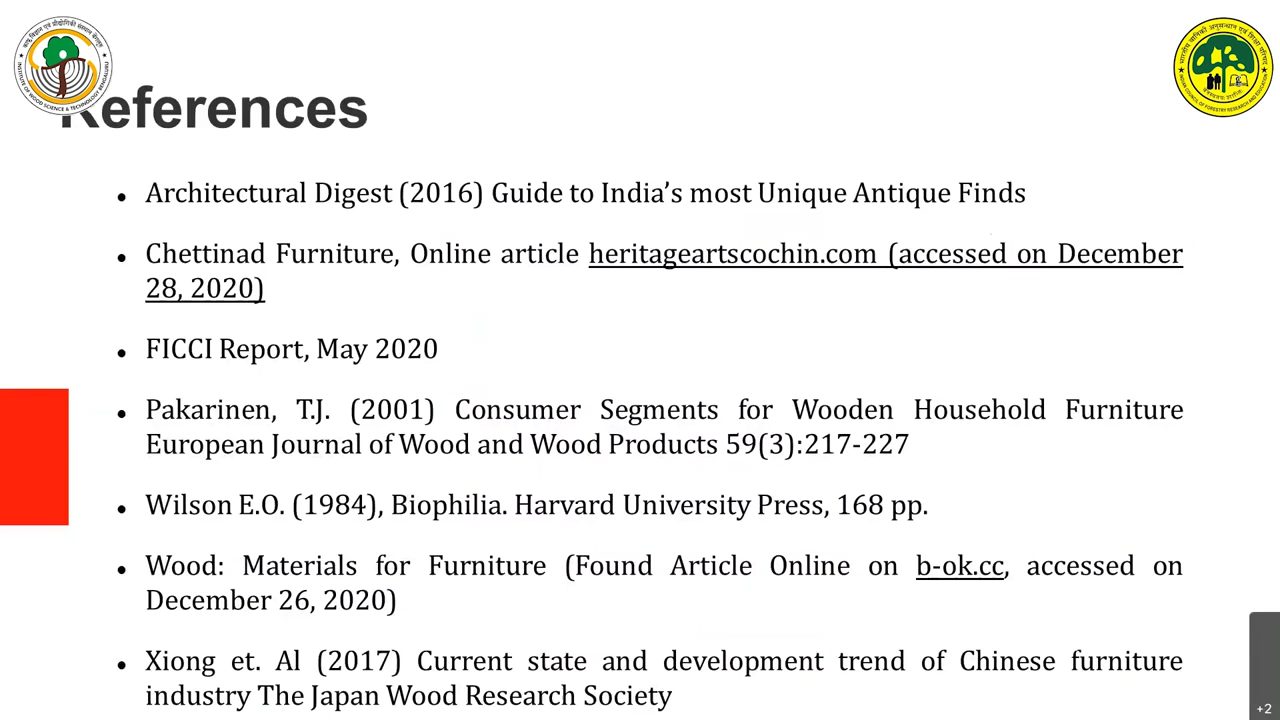 References
Architectural Digest (2016) Guide to India’s most Unique Antique Finds
Chettinad Furniture, Online article heritageartscochin.com (accessed on December
28, 2020)
FICCI Report, May 2020
Pakarinen, T.J. (2001) Consumer Segments for Wooden Household Furniture
European Journal of Wood and Wood Products 59(3):217-227
Wilson E.O. (1984), Biophilia. Harvard University Press, 168 pp.
Wood: Materials for Furniture (Found Article Online on b-ok.cc, accessed on
December 26, 2020)
Xiong et. Al (2017) Current state and development trend of Chinese furniture
industry The Japan Wood Research Society
+2